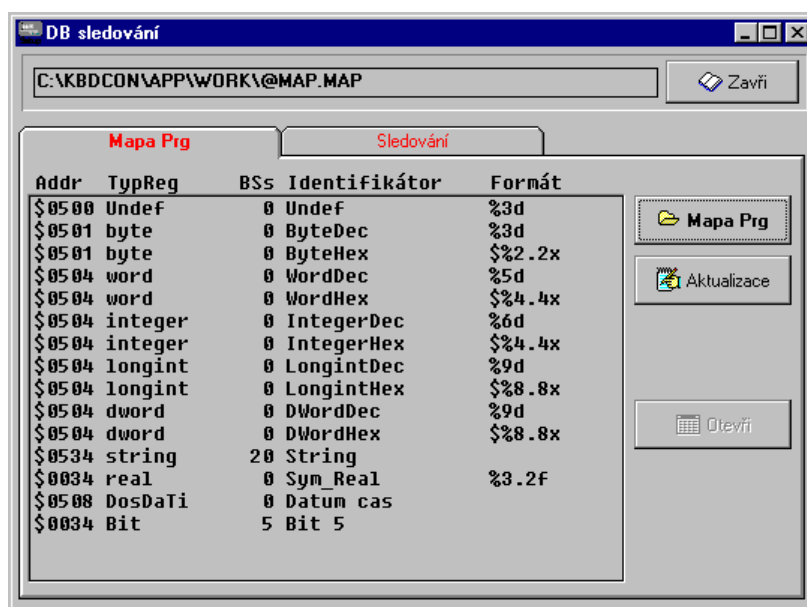 DB sledování
C:\KBDCON\APP\WORK\@MAP.MAP
Zavři
Mapa Prg
Sledování
Addr TypReg BSs Identifikátor Formát
$0500 Undef 0 Undef %3d
$0501 byte 0 ByteDec %3d
$0501 byte 0 ByteHex $%2.2x
$0504 word 0 WordDec %5d
$0504 word 0 WordHex $%4.4x
$0504 integer 0 IntegerDec %6d
$0504 integer 0 IntegerHex $%4.4x
$0504 longint 0 LongintDec %9d
$0504 longint 0 LongintHex $%8.8x
$0504 dword 0 DWordDec %9d
$0504 dword 0 DWordHex $%8.8x
$0534 string 20 String
$0034 real 0 Sym_Real %3.2f
$0508 DosDaTi 0 Datum cas
$0034 Bit 5 Bit 5
Mapa Prg
Aktualizace
Otevři